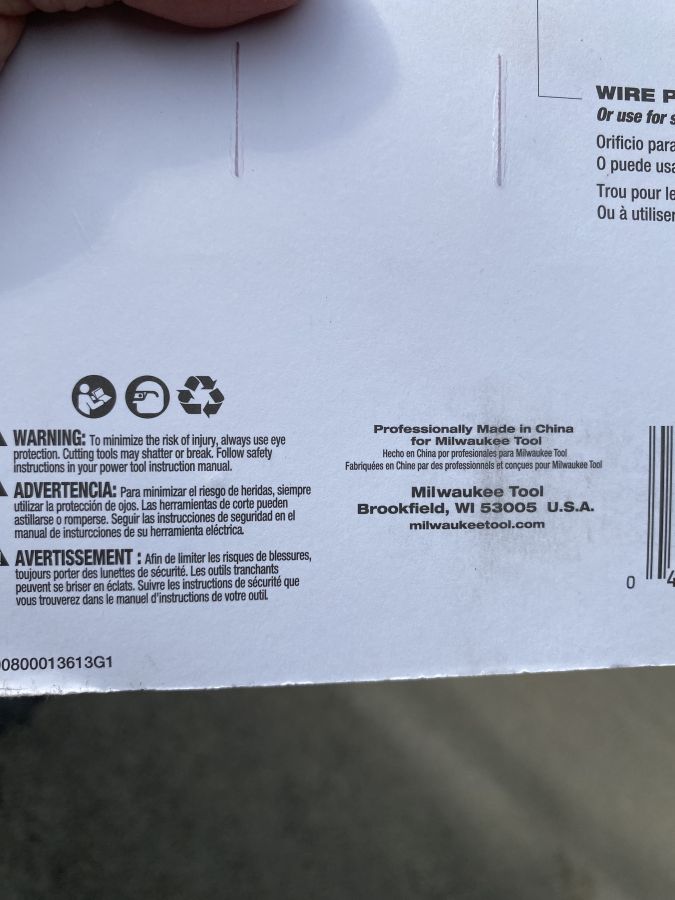 WIRE P
Or use for s
Orificio para
O puede usa
Trou pour le
Ou à utiliser
WARNING: To minimize the risk of injury, always use eye
protection. Cutting tools may shatter or break. Follow safety
instructions in your power tool instruction manual.
ADVERTENCIA: Para minimizar el riesgo de heridas, siempre
utilizar la protección de ojos. Las herramientas de corte pueden
astillarse o romperse. Seguir las instrucciones de seguridad en el
manual de insturcciones de su herramienta eléctrica.
AVERTISSEMENT : Afin de limiter les risques de blessures,
toujours porter des lunettes de sécurité. Les outils tranchants
peuvent se briser en éclats. Suivre les instructions de sécurité que
vous trouverez dans le manuel d'instructions de votre outil.
Professionally Made in China
for Milwaukee Tool
Hecho en China por profesionales para Milwaukee Tool
Fabriquées en Chine par des professionnels et conçues pour Milwaukee Tool
Milwaukee Tool
Brookfield, WI 53005 U.S.A.
milwaukeetool.com
0 4
00800013613G1